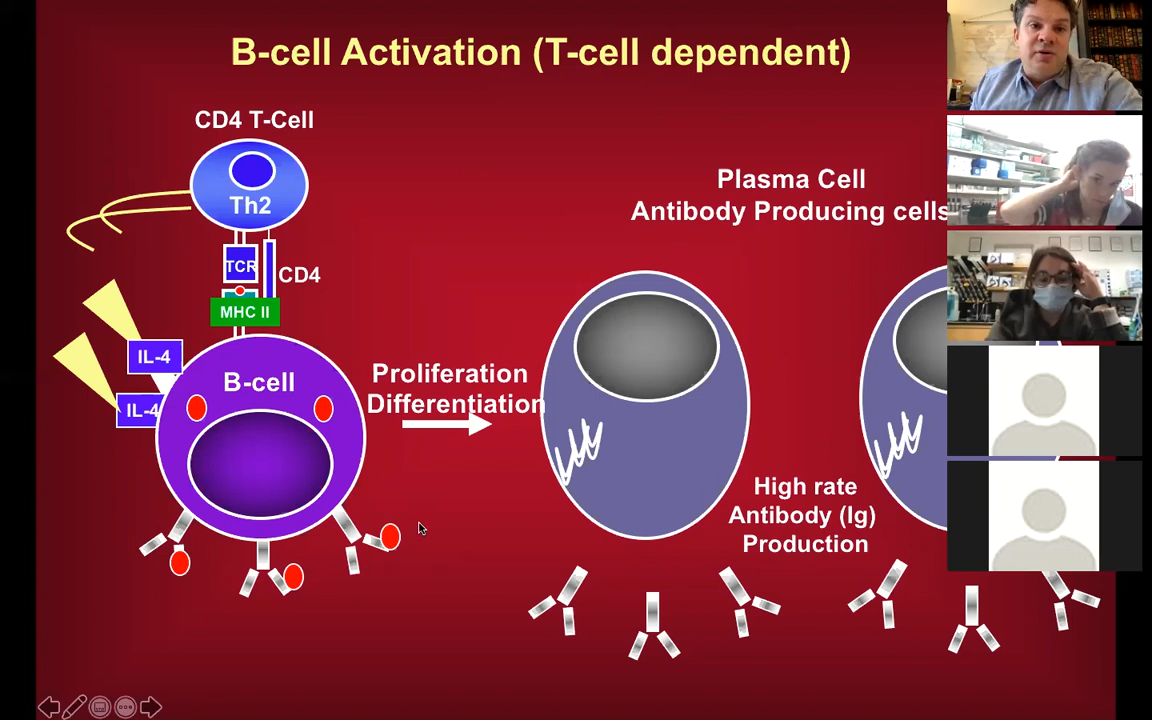 B-cell Activation (T-cell dependent)
CD4 T-Cell
Th2
TCR
CD4
MHC II
IL-4
IL-4
B-cell
Proliferation
Differentiation
Plasma Cell
Antibody Producing cells
High rate
Antibody (Ig)
Production